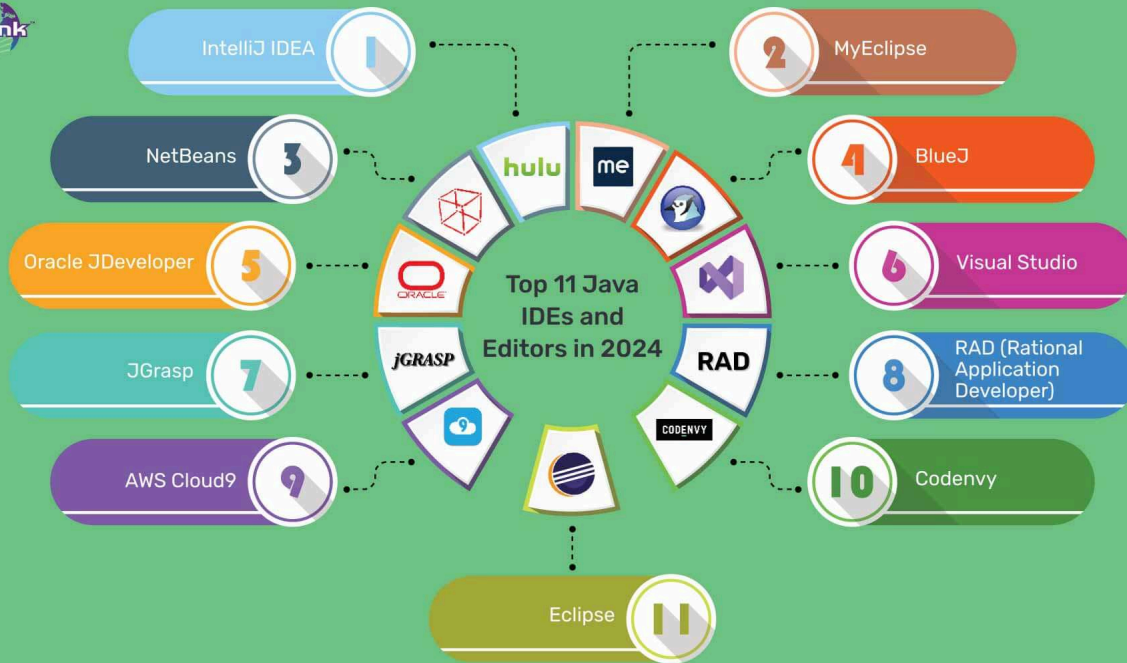 IntelliJ IDEA
1
2
MyEclipse
NetBeans
3
hulu
me
4
BlueJ
Oracle JDeveloper
5
ORACLE
Top 11 Java
IDEs and
Editors in 2024
6
Visual Studio
JGrasp
7
jGRASP
RAD
8
RAD (Rational
Application
Developer)
AWS Cloud9
9
9
CODENVY
10
Codenvy
Eclipse
11